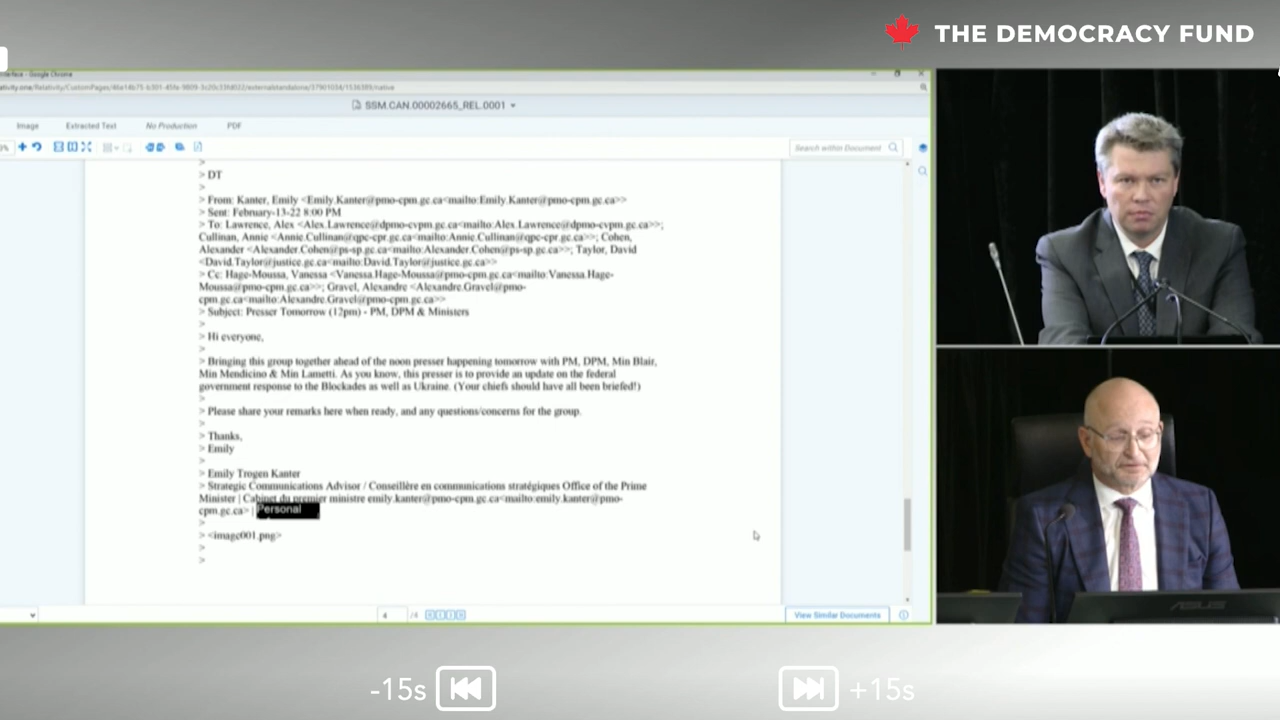 THE DEMOCRACY FUND
- Google Chrome
SSM.CAN.00002665_REL.0001
Image Extracted Text No Production PDF
Search within Document
>
> DT
>
> From: Kanter, Emily <Emily.Kanter@pmo-cpm.gc.ca<mailto:Emily.Kanter@pmo-cpm.gc.ca>>
> Sent: February-13-22 8:00 PM
> To: Lawrence, Alex <Alex.Lawrence@dpmo-cvpm.gc.ca<mailto:Alex.Lawrence@dpmo-cvpm.gc.ca>>;
Cullinan, Annie <Annie.Cullinan@qpc-cpr.gc.ca<mailto:Annie.Cullinan@qpc-cpr.gc.ca>>; Cohen,
Alexander <Alexander.Cohen@ps-sp.gc.ca<mailto:Alexander.Cohen@ps-sp.gc.ca>>; Taylor, David
<David.Taylor@justice.gc.ca<mailto:David.Taylor@justice.gc.ca>>
> Cc: Hage-Moussa, Vanessa <Vanessa.Hage-Moussa@pmo-cpm.gc.ca<mailto:Vanessa.Hage-
Moussa@pmo-cpm.gc.ca>>; Gravel, Alexandre <Alexandre.Gravel@pmo-
cpm.gc.ca<mailto:Alexandre.Gravel@pmo-cpm.gc.ca>>
> Subject: Presser Tomorrow (12pm) - PM, DPM & Ministers
>
> Hi everyone,
>
> Bringing this group together ahead of the noon presser happening tomorrow with PM, DPM, Min Blair,
Min Mendicino & Min Lametti. As you know, this presser is to provide an update on the federal
government response to the Blockades as well as Ukraine. (Your chiefs should have all been briefed!)
>
> Please share your remarks here when ready, and any questions/concerns for the group.
>
> Thanks,
> Emily
>
> Emily Trogen Kanter
> Strategic Communications Advisor / Conseillère en communications stratégiques Office of the Prime
Minister | Cabinet du premier ministre emily.kanter@pmo-cpm.gc.ca<mailto:emily.kanter@pmo-
cpm.gc.ca> | Personal
>
> <image001.png>
>
>
4 /4
View Similar Documents
ASUS
-15s
+15s